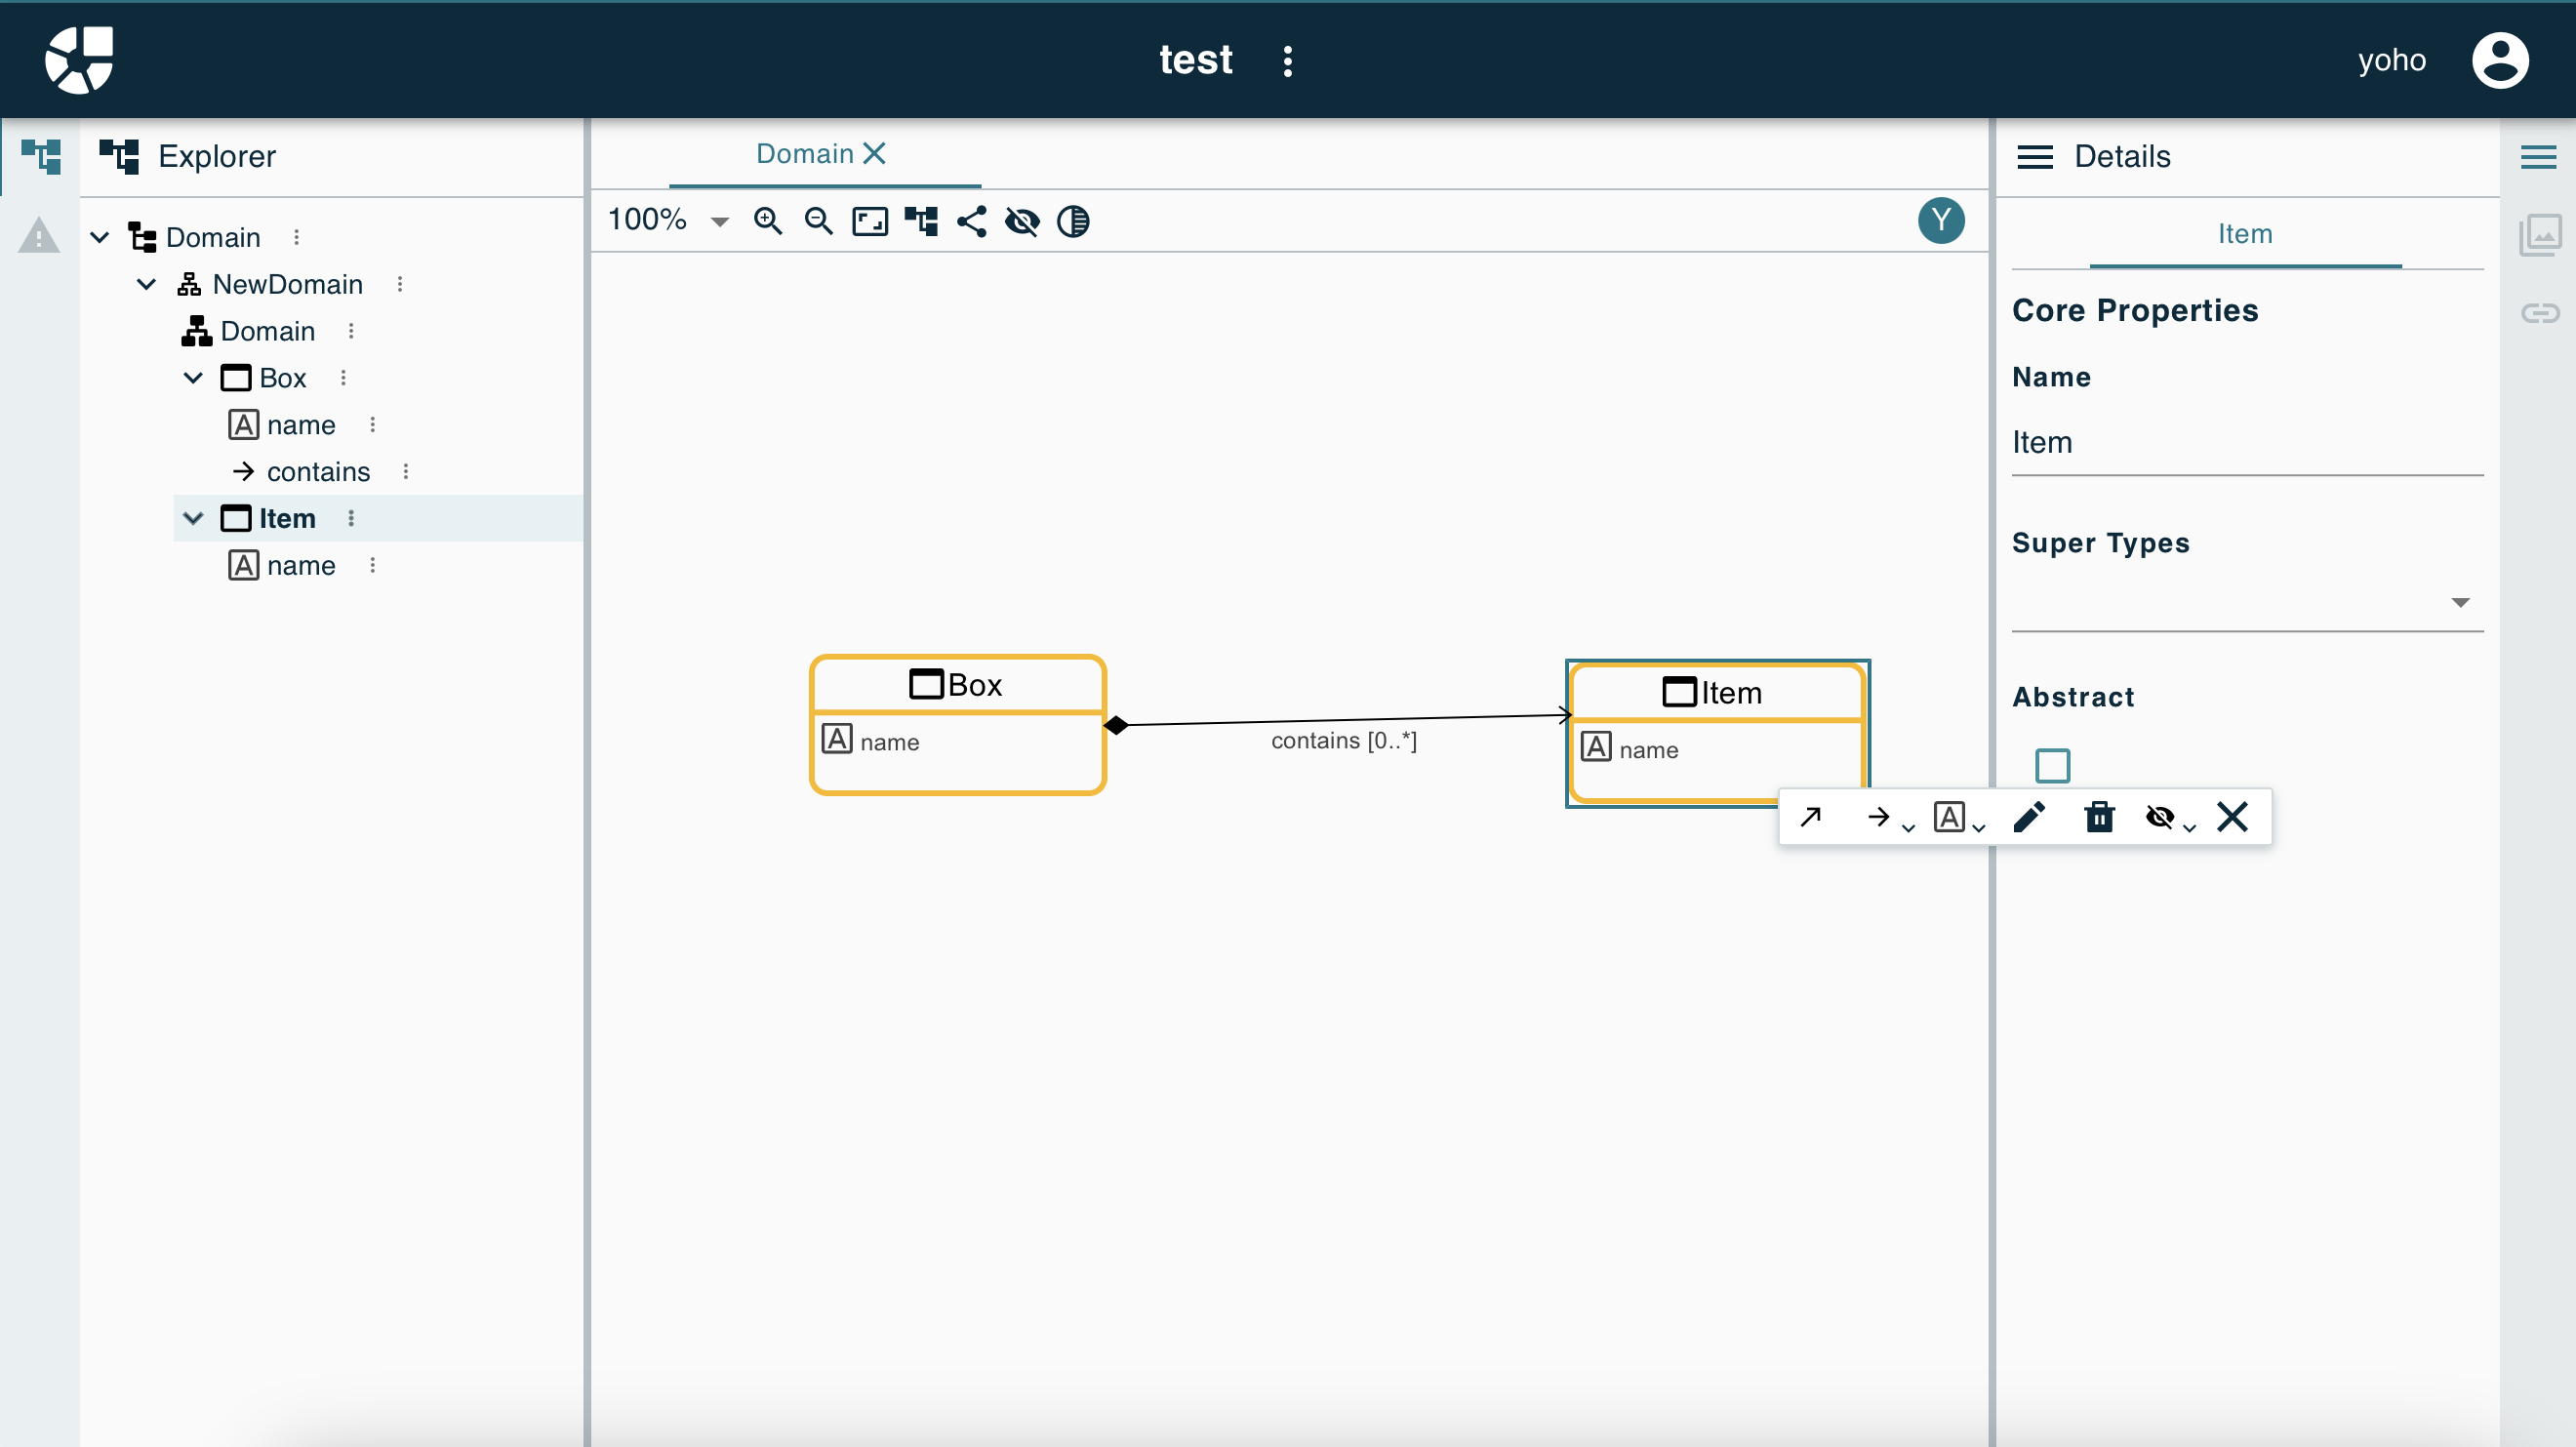 test
yoho
Explorer
Domain
NewDomain
Domain
Box
name
contains
Item
name
Domain
100%
Y
Box
A name
contains [0..*]
Item
A name
A
Details
Item
Core Properties
Name
Item
Super Types
Abstract